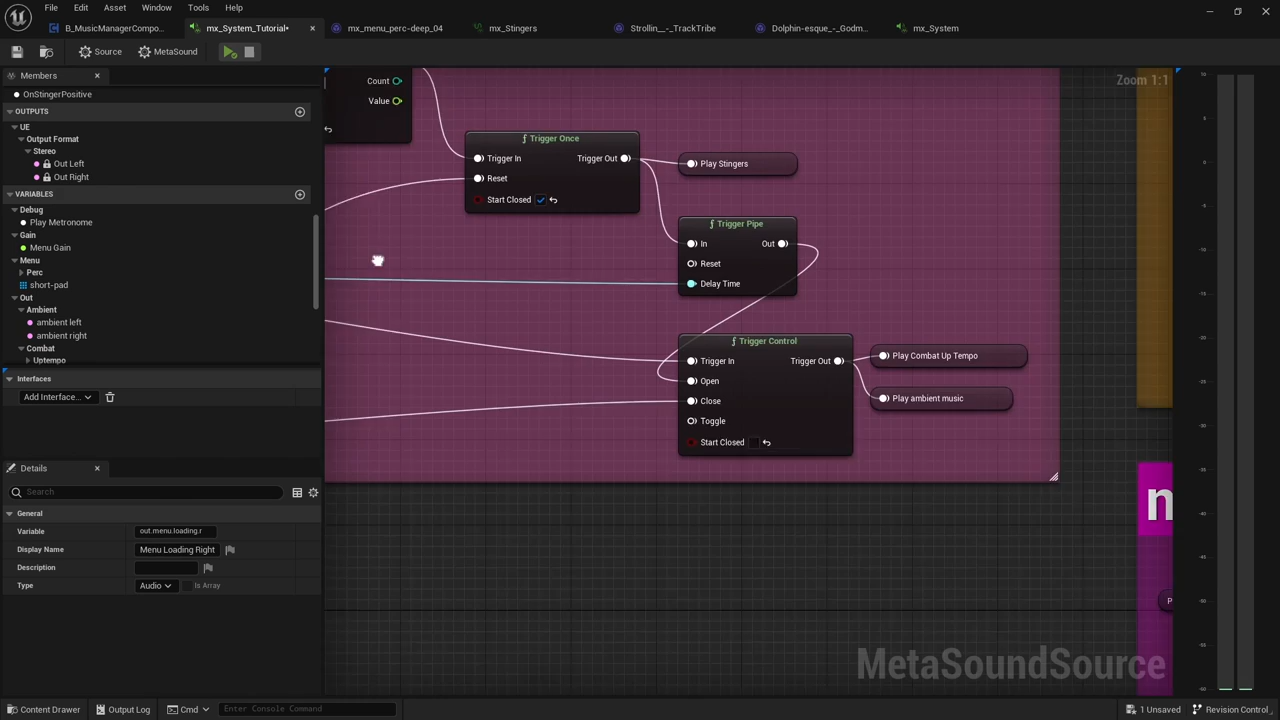 File Edit Asset Window Tools Help
B_MusicManagerCompo... mx_System_Tutorial• mx_menu_perc-deep_04 mx_Stingers Strollin__-_TrackTribe Dolphin-esque_-_Godm... mx_System
Source MetaSound
Members
OnStingerPositive
OUTPUTS
UE
Output Format
Stereo
Out Left
Out Right
VARIABLES
Debug
Play Metronome
Gain
Menu Gain
Menu
Perc
short-pad
Out
Ambient
ambient left
ambient right
Combat
Uptempo
Interfaces
Add Interface...
Details
Search
General
Variable out.menu.loading.r
Display Name Menu Loading Right
Description
Type Audio Is Array
Count
Value
Trigger Once
Trigger In Trigger Out
Reset
Start Closed
Play Stingers
Trigger Pipe
In Out
Reset
Delay Time
Trigger Control
Trigger In Trigger Out
Open
Close
Toggle
Start Closed
Play Combat Up Tempo
Play ambient music
Zoom 1:1
MetaSoundSource
Content Drawer Output Log Cmd Enter Console Command 1 Unsaved Revision Control